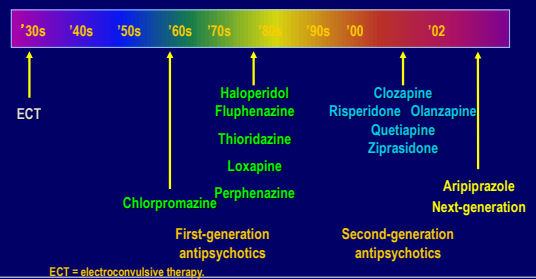 '30s '40s '50s '60s '70s '80s '90s '00 '02
Haloperidol
Fluphenazine
Thioridazine
Loxapine
Perphenazine
Clozapine
Risperidone Olanzapine
Quetiapine
Ziprasidone
ECT
Chlorpromazine
Aripiprazole
Next-generation
First-generation
antipsychotics
Second-generation
antipsychotics
ECT = electroconvulsive therapy.